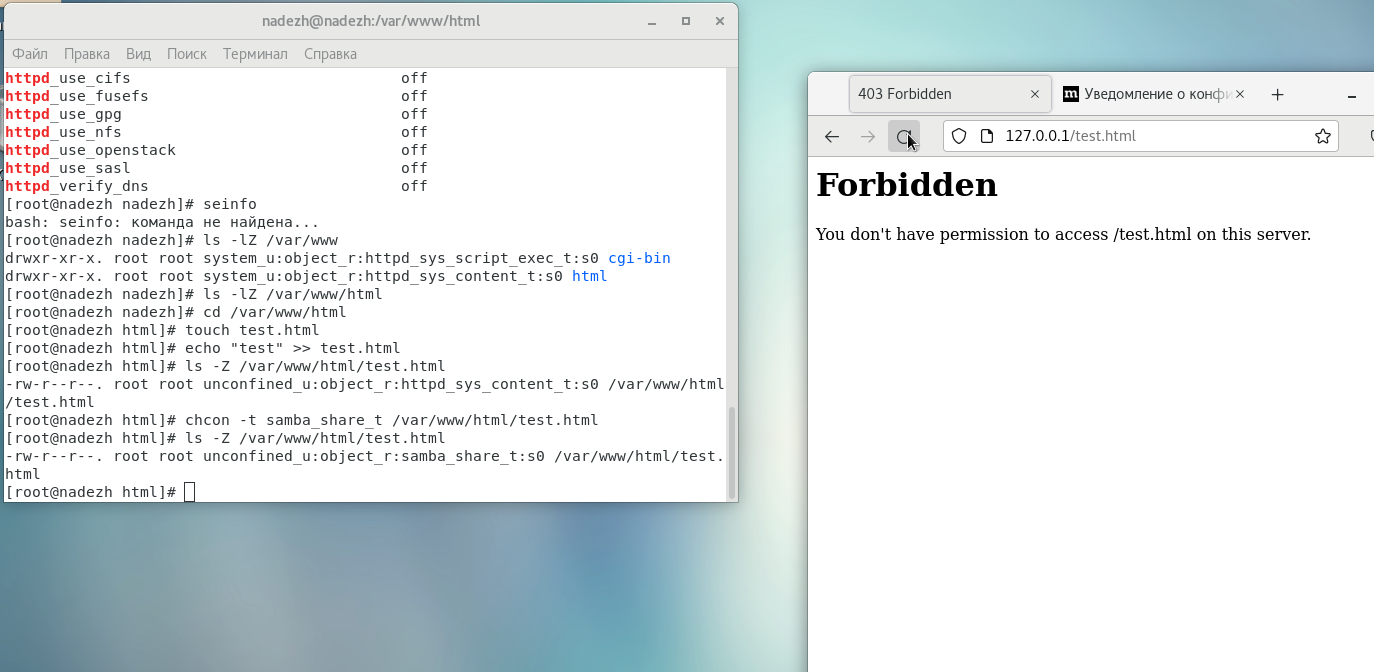 nadezh@nadezh:/var/www/html
Файл Правка Вид Поиск Терминал Справка
httpd_use_cifs off
httpd_use_fusefs off
httpd_use_gpg off
httpd_use_nfs off
httpd_use_openstack off
httpd_use_sasl off
httpd_verify_dns off
[root@nadezh nadezh]# seinfo
bash: seinfo: команда не найдена...
[root@nadezh nadezh]# ls -lZ /var/www
drwxr-xr-x. root root system_u:object_r:httpd_sys_script_exec_t:s0 cgi-bin
drwxr-xr-x. root root system_u:object_r:httpd_sys_content_t:s0 html
[root@nadezh nadezh]# ls -lZ /var/www/html
[root@nadezh nadezh]# cd /var/www/html
[root@nadezh html]# touch test.html
[root@nadezh html]# echo "test" >> test.html
[root@nadezh html]# ls -Z /var/www/html/test.html
-rw-r--r--. root root unconfined_u:object_r:httpd_sys_content_t:s0 /var/www/html
/test.html
[root@nadezh html]# chcon -t samba_share_t /var/www/html/test.html
[root@nadezh html]# ls -Z /var/www/html/test.html
-rw-r--r--. root root unconfined_u:object_r:samba_share_t:s0 /var/www/html/test.
html
[root@nadezh html]#
403 Forbidden
m Уведомление о конфи
127.0.0.1/test.html
Forbidden
You don't have permission to access /test.html on this server.